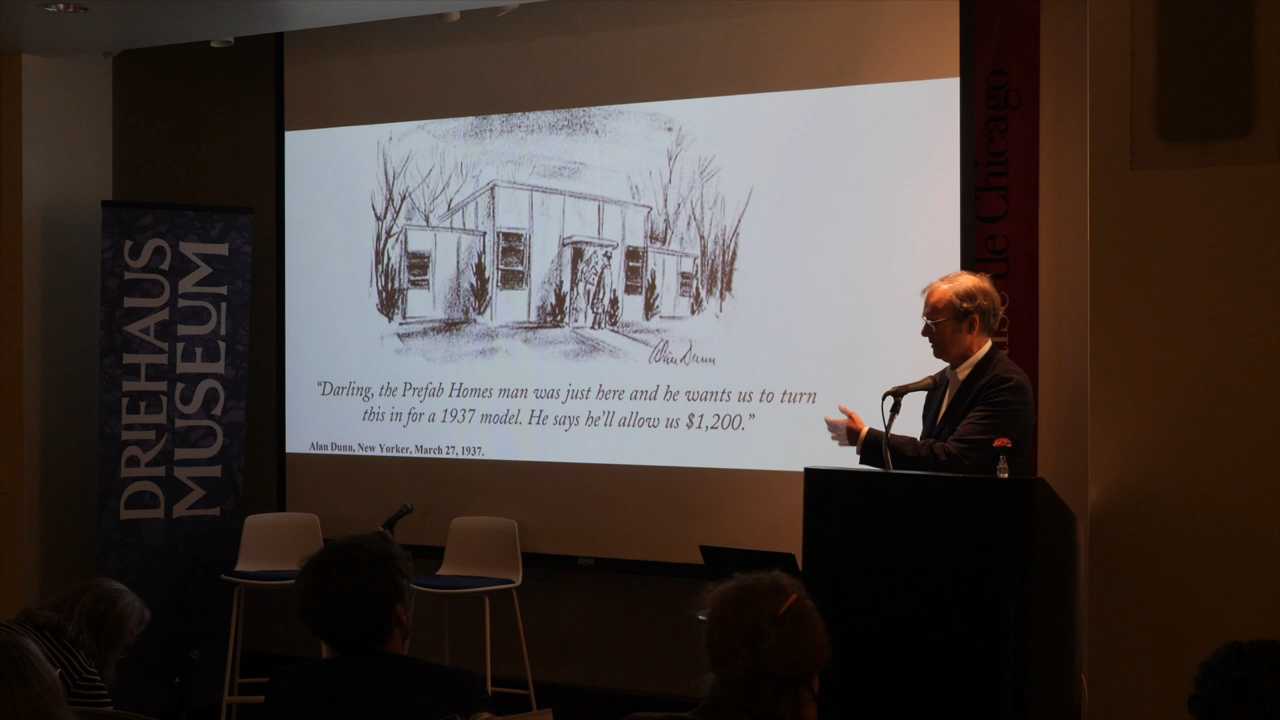 DRIEHAUS
MUSEUM
Alan Dunn
“Darling, the Prefab Homes man was just here and he wants us to turn
this in for a 1937 model. He says he’ll allow us $1,200.”
Alan Dunn, New Yorker, March 27, 1937.
de Chicago